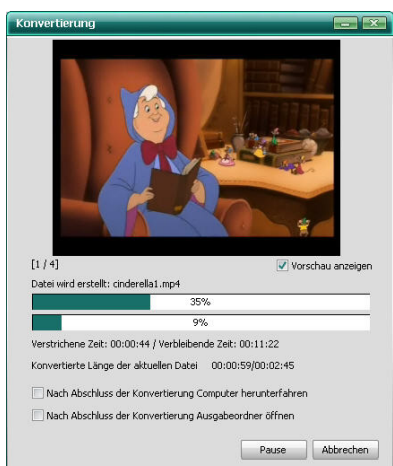 Konvertierung
[1 / 4]
Vorschau anzeigen
Datei wird erstellt: cinderella1.mp4
35%
9%
Verstrichene Zeit: 00:00:44 / Verbleibende Zeit: 00:11:22
Konvertierte Länge der aktuellen Datei 00:00:59/00:02:45
Nach Abschluss der Konvertierung Computer herunterfahren
Nach Abschluss der Konvertierung Ausgabeordner öffnen
Pause Abbrechen